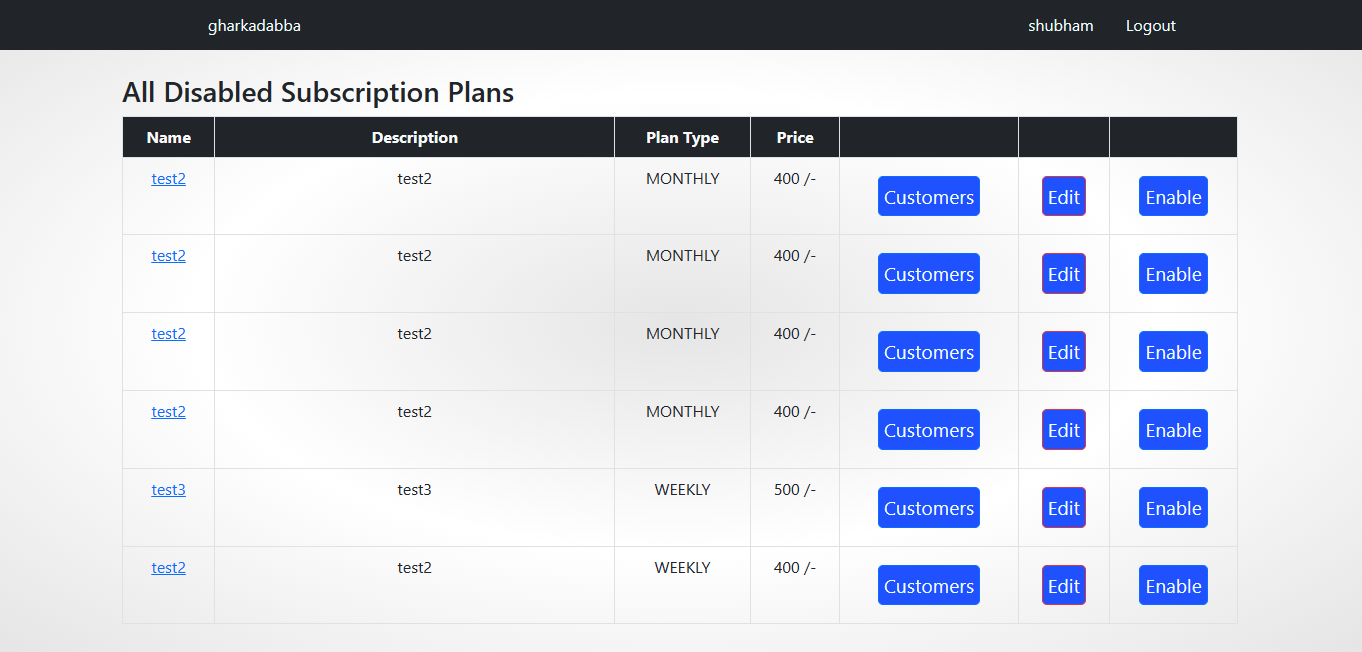 gharkadabba shubham Logout
All Disabled Subscription Plans
Name Description Plan Type Price
test2 test2 MONTHLY 400 /- Customers Edit Enable
test2 test2 MONTHLY 400 /- Customers Edit Enable
test2 test2 MONTHLY 400 /- Customers Edit Enable
test2 test2 MONTHLY 400 /- Customers Edit Enable
test3 test3 WEEKLY 500 /- Customers Edit Enable
test2 test2 WEEKLY 400 /- Customers Edit Enable